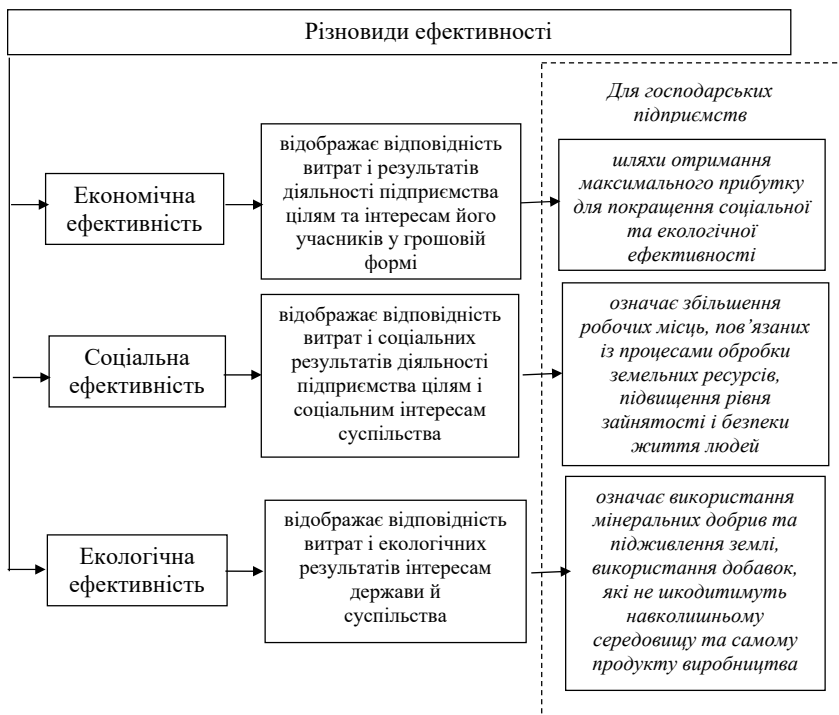 Різновиди ефективності
Для господарських
підприємств
Економічна
ефективність
відображає відповідність
витрат і результатів
діяльності підприємства
цілям та інтересам його
учасників у грошовій
формі
шляхи отримання
максимального прибутку
для покращення соціальної
та екологічної
ефективності
Соціальна
ефективність
відображає відповідність
витрат і соціальних
результатів діяльності
підприємства цілям і
соціальним інтересам
суспільства
означає збільшення
робочих місць, пов’язаних
із процесами обробки
земельних ресурсів,
підвищення рівня
зайнятості і безпеки
життя людей
Екологічна
ефективність
відображає відповідність
витрат і екологічних
результатів інтересам
держави й
суспільства
означає використання
мінеральних добрив та
підживлення землі,
використання добавок,
які не шкодитимуть
навколишньому
середовищу та самому
продукту виробництва